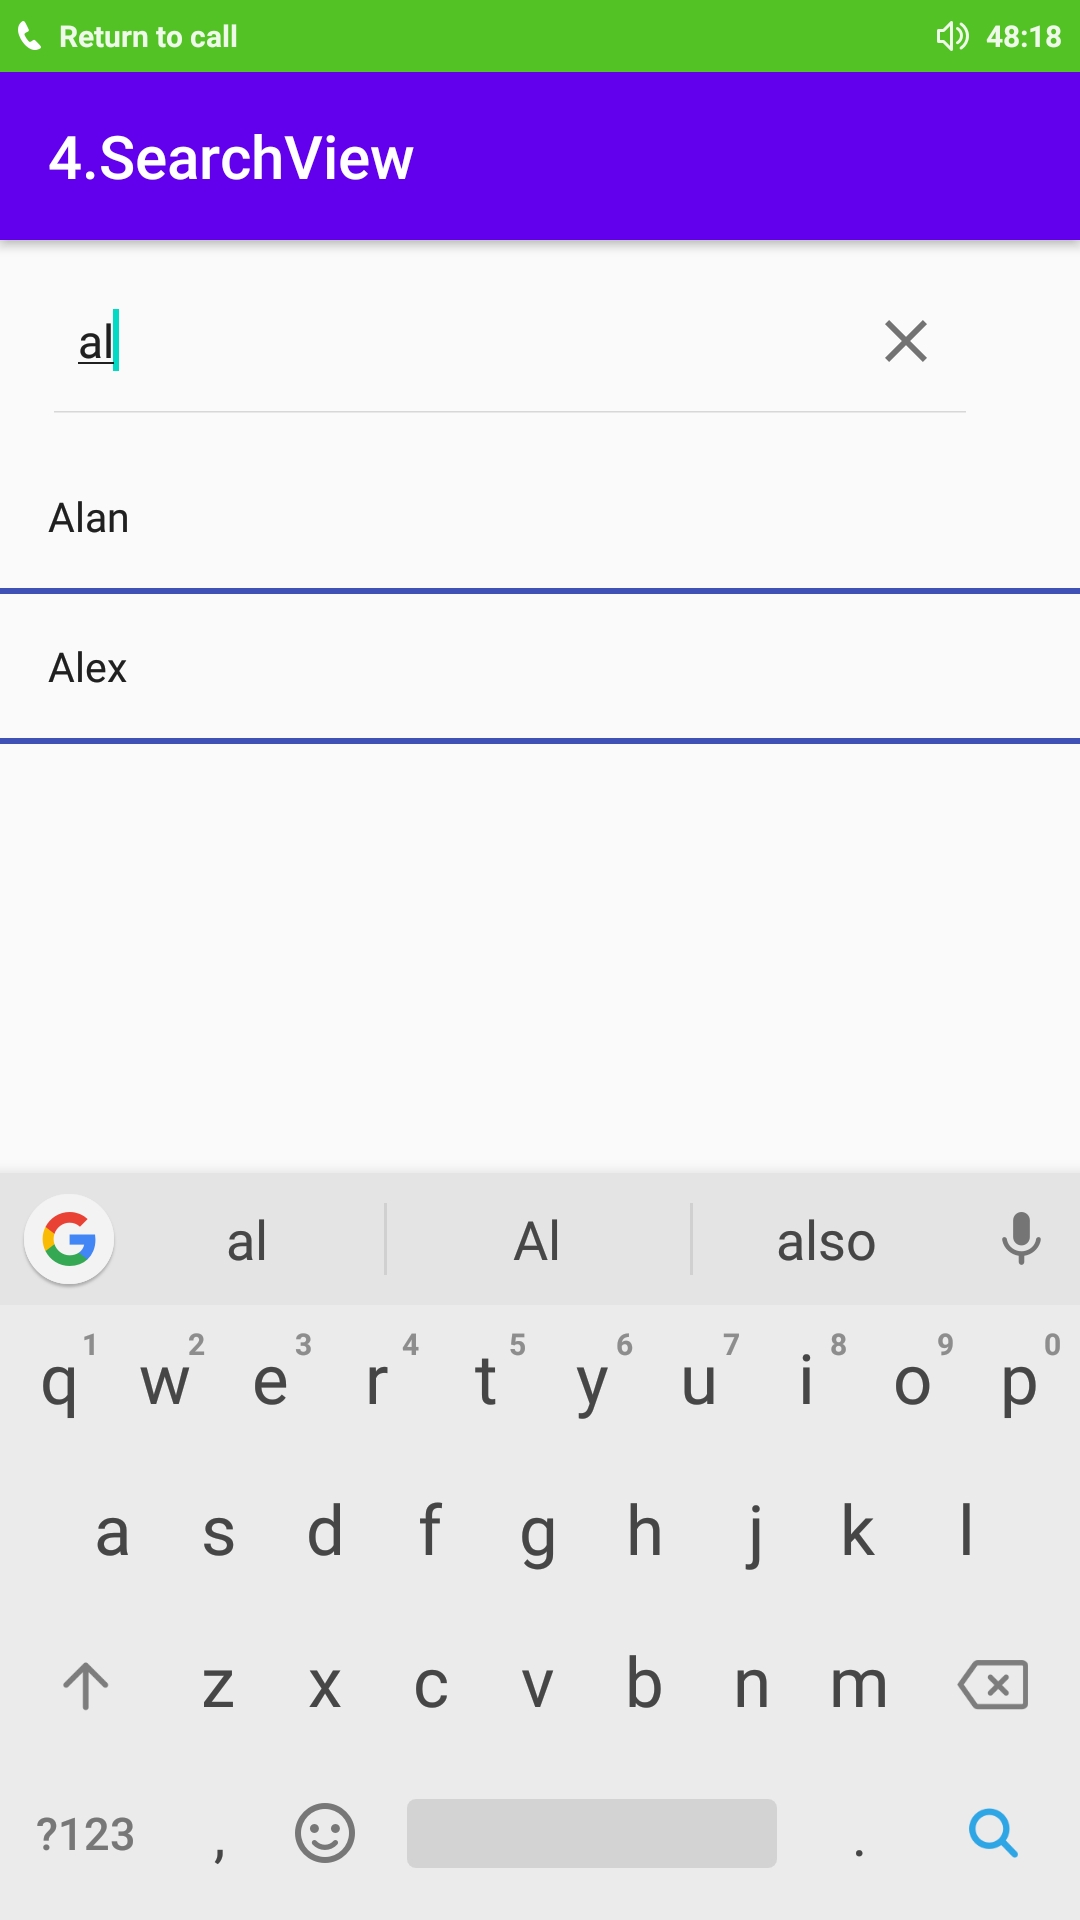 Return to call 48:18
4.SearchView
al
Alan
Alex
al Al also
1 2 3 4 5 6 7 8 9 0
q w e r t y u i o p
a s d f g h j k l
z x c v b n m
?123 , .